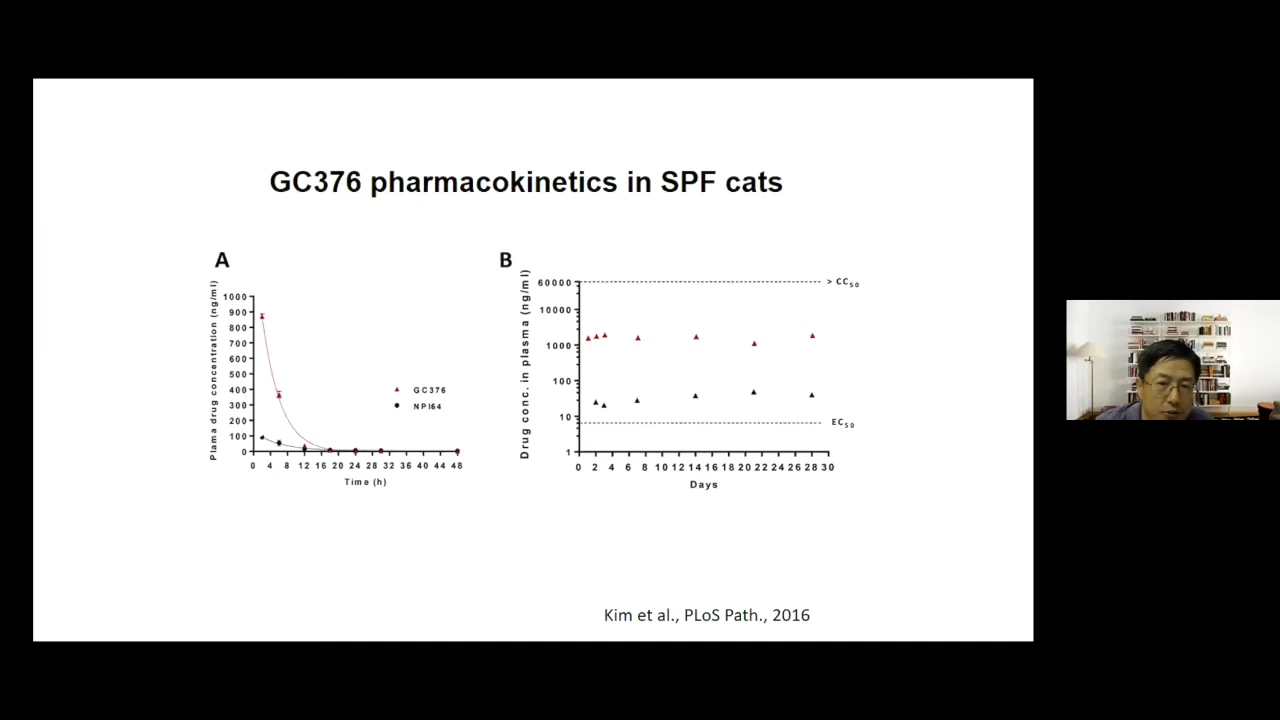 GC376 pharmacokinetics in SPF cats
A
Plama drug concentration (ng/ml)
1000
900
800
700
600
500
400
300
200
100
0
0 4 8 12 16 20 24 28 32 36 40 44 48
Time (h)
GC376
NPI64
B
Drug conc. in plasma (ng/ml)
60000
10000
1000
100
10
1
> CC50
EC50
0 2 4 6 8 10 12 14 16 18 20 22 24 26 28 30
Days
Kim et al., PLoS Path., 2016